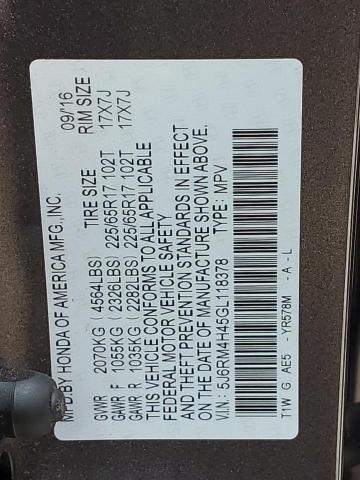 MFD. BY HONDA OF AMERICA MFG., INC. 09/16
TIRE SIZE RIM SIZE
GVWR 2070KG (4564LBS)
GAWR F 1055KG (2326LBS) 225/65R17 102T 17X7J
GAWR R 1035KG (2282LBS) 225/65R17 102T 17X7J
THIS VEHICLE CONFORMS TO ALL APPLICABLE
FEDERAL MOTOR VEHICLE SAFETY
AND THEFT PREVENTION STANDARDS IN EFFECT
ON THE DATE OF MANUFACTURE SHOWN ABOVE.
V.I.N.: 5J6RM4H45GL118378 TYPE: MPV
T1W G AE5 -YR578M -A -L